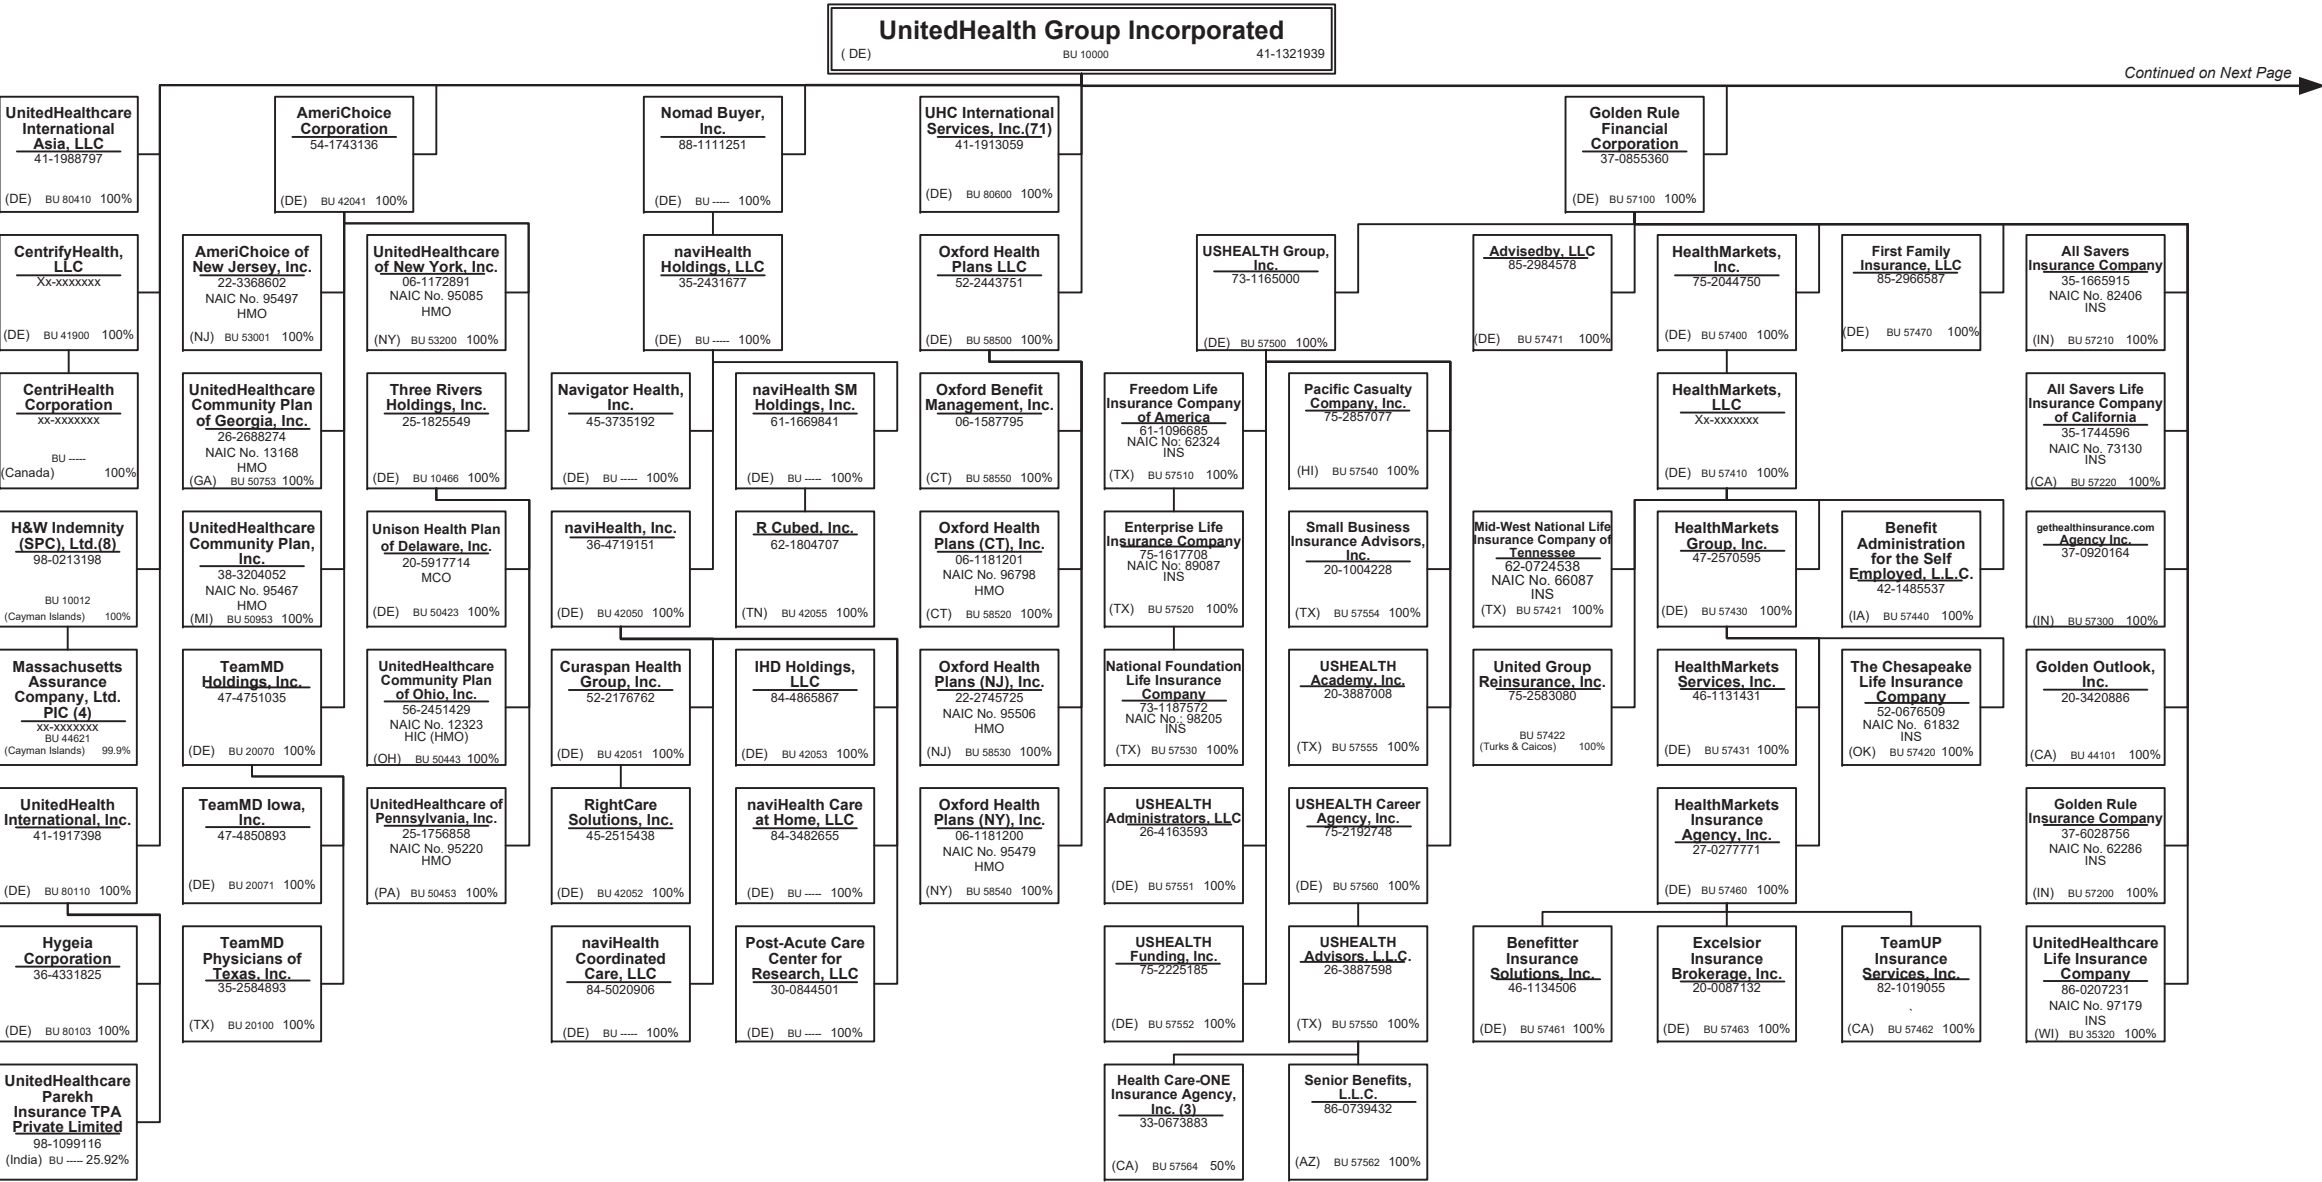 UnitedHealth Group Incorporated
( DE) BU 10000 41-1321939
Continued on Next Page
UnitedHealthcare
International
Asia, LLC
41-1988797
(DE) BU 80410 100%
AmeriChoice
Corporation
54-1743136
(DE) BU 42041 100%
Nomad Buyer,
Inc.
88-1111251
(DE) BU ----- 100%
UHC International
Services, Inc.(71)
41-1913059
(DE) BU 80600 100%
Golden Rule
Financial
Corporation
37-0855360
(DE) BU 57100 100%
CentrifyHealth,
LLC
Xx-xxxxxxx
(DE) BU 41900 100%
AmeriChoice of
New Jersey, Inc.
22-3368602
NAIC No. 95497
HMO
(NJ) BU 53001 100%
UnitedHealthcare
of New York, Inc.
06-1172891
NAIC No. 95085
HMO
(NY) BU 53200 100%
naviHealth
Holdings, LLC
35-2431677
(DE) BU ----- 100%
Oxford Health
Plans LLC
52-2443751
(DE) BU 58500 100%
USHEALTH Group,
Inc.
73-1165000
(DE) BU 57500 100%
Advisedby, LLC
85-2984578
(DE) BU 57471 100%
HealthMarkets,
Inc.
75-2044750
(DE) BU 57400 100%
First Family
Insurance, LLC
85-2966587
(DE) BU 57470 100%
All Savers
Insurance Company
35-1665915
NAIC No. 82406
INS
(IN) BU 57210 100%
CentriHealth
Corporation
xx-xxxxxxx
BU -----
(Canada) 100%
UnitedHealthcare
Community Plan
of Georgia, Inc.
26-2688274
NAIC No. 13168
HMO
(GA) BU 50753 100%
Three Rivers
Holdings, Inc.
25-1825549
(DE) BU 10466 100%
Navigator Health,
Inc.
45-3735192
(DE) BU ----- 100%
naviHealth SM
Holdings, Inc.
61-1669841
(DE) BU ----- 100%
Oxford Benefit
Management, Inc.
06-1587795
(CT) BU 58550 100%
Freedom Life
Insurance Company
of America
61-1096685
NAIC No: 62324
INS
(TX) BU 57510 100%
Pacific Casualty
Company, Inc.
75-2857077
(HI) BU 57540 100%
HealthMarkets,
LLC
Xx-xxxxxxx
(DE) BU 57410 100%
All Savers Life
Insurance Company
of California
35-1744596
NAIC No. 73130
INS
(CA) BU 57220 100%
H&W Indemnity
(SPC), Ltd.(8)
98-0213198
BU 10012
(Cayman Islands) 100%
UnitedHealthcare
Community Plan,
Inc.
38-3204052
NAIC No. 95467
HMO
(MI) BU 50953 100%
Unison Health Plan
of Delaware, Inc.
20-5917714
MCO
(DE) BU 50423 100%
naviHealth, Inc.
36-4719151
(DE) BU 42050 100%
R Cubed, Inc.
62-1804707
(TN) BU 42055 100%
Oxford Health
Plans (CT), Inc.
06-1181201
NAIC No. 96798
HMO
(CT) BU 58520 100%
Enterprise Life
Insurance Company
75-1617708
NAIC No: 89087
INS
(TX) BU 57520 100%
Small Business
Insurance Advisors,
Inc.
20-1004228
(TX) BU 57554 100%
Mid-West National Life
Insurance Company of
Tennessee
62-0724538
NAIC No. 66087
INS
(TX) BU 57421 100%
HealthMarkets
Group, Inc.
47-2570595
(DE) BU 57430 100%
Benefit
Administration
for the Self
Employed, L.L.C.
42-1485537
(IA) BU 57440 100%
gethealthinsurance.com
Agency Inc.
37-0920164
(IN) BU 57300 100%
Massachusetts
Assurance
Company, Ltd.
PIC (4)
xx-xxxxxxx
BU 44621
(Cayman Islands) 99.9%
TeamMD
Holdings, Inc.
47-4751035
(DE) BU 20070 100%
UnitedHealthcare
Community Plan
of Ohio, Inc.
56-2451429
NAIC No. 12323
HIC (HMO)
(OH) BU 50443 100%
Curaspan Health
Group, Inc.
52-2176762
(DE) BU 42051 100%
IHD Holdings,
LLC
84-4865867
(DE) BU 42053 100%
Oxford Health
Plans (NJ), Inc.
22-2745725
NAIC No. 95506
HMO
(NJ) BU 58530 100%
National Foundation
Life Insurance
Company
73-1187572
NAIC No.: 98205
INS
(TX) BU 57530 100%
USHEALTH
Academy, Inc.
20-3887008
(TX) BU 57555 100%
United Group
Reinsurance, Inc.
75-2583080
BU 57422
(Turks & Caicos) 100%
HealthMarkets
Services, Inc.
46-1131431
(DE) BU 57431 100%
The Chesapeake
Life Insurance
Company
52-0676509
NAIC No. 61832
INS
(OK) BU 57420 100%
Golden Outlook,
Inc.
20-3420886
(CA) BU 44101 100%
UnitedHealth
International, Inc.
41-1917398
(DE) BU 80110 100%
TeamMD Iowa,
Inc.
47-4850893
(DE) BU 20071 100%
UnitedHealthcare of
Pennsylvania, Inc.
25-1756858
NAIC No. 95220
HMO
(PA) BU 50453 100%
RightCare
Solutions, Inc.
45-2515438
(DE) BU 42052 100%
naviHealth Care
at Home, LLC
84-3482655
(DE) BU ----- 100%
Oxford Health
Plans (NY), Inc.
06-1181200
NAIC No. 95479
HMO
(NY) BU 58540 100%
USHEALTH
Administrators, LLC
26-4163593
(DE) BU 57551 100%
USHEALTH Career
Agency, Inc.
75-2192748
(DE) BU 57560 100%
HealthMarkets
Insurance
Agency, Inc.
27-0277771
(DE) BU 57460 100%
Golden Rule
Insurance Company
37-6028756
NAIC No. 62286
INS
(IN) BU 57200 100%
Hygeia
Corporation
36-4331825
(DE) BU 80103 100%
TeamMD
Physicians of
Texas, Inc.
35-2584893
(TX) BU 20100 100%
naviHealth
Coordinated
Care, LLC
84-5020906
(DE) BU ----- 100%
Post-Acute Care
Center for
Research, LLC
30-0844501
(DE) BU ----- 100%
USHEALTH
Funding, Inc.
75-2225185
(DE) BU 57552 100%
USHEALTH
Advisors, L.L.C.
26-3887598
(TX) BU 57550 100%
Benefitter
Insurance
Solutions, Inc.
46-1134506
(DE) BU 57461 100%
Excelsior
Insurance
Brokerage, Inc.
20-0087132
(DE) BU 57463 100%
TeamUP
Insurance
Services, Inc.
82-1019055
(CA) BU 57462 100%
UnitedHealthcare
Life Insurance
Company
86-0207231
NAIC No. 97179
INS
(WI) BU 35320 100%
UnitedHealthcare
Parekh
Insurance TPA
Private Limited
98-1099116
(India) BU ----- 25.92%
Health Care-ONE
Insurance Agency,
Inc. (3)
33-0673883
(CA) BU 57564 50%
Senior Benefits,
L.L.C.
86-0739432
(AZ) BU 57562 100%